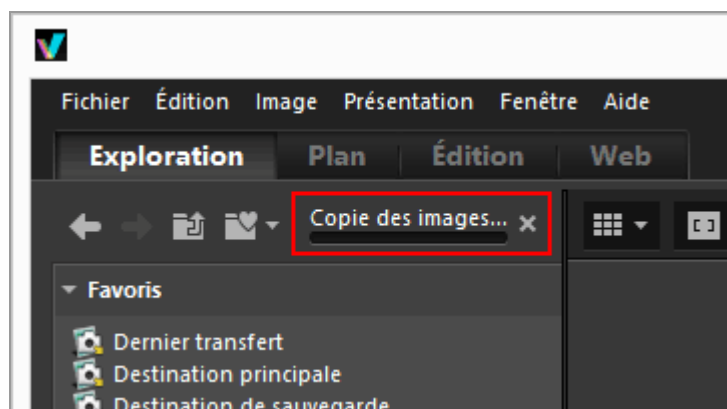 Fichier Édition Image Présentation Fenêtre Aide
Exploration Plan Édition Web
Copie des images...
Favoris
Dernier transfert
Destination principale
Destination de sauvegarde